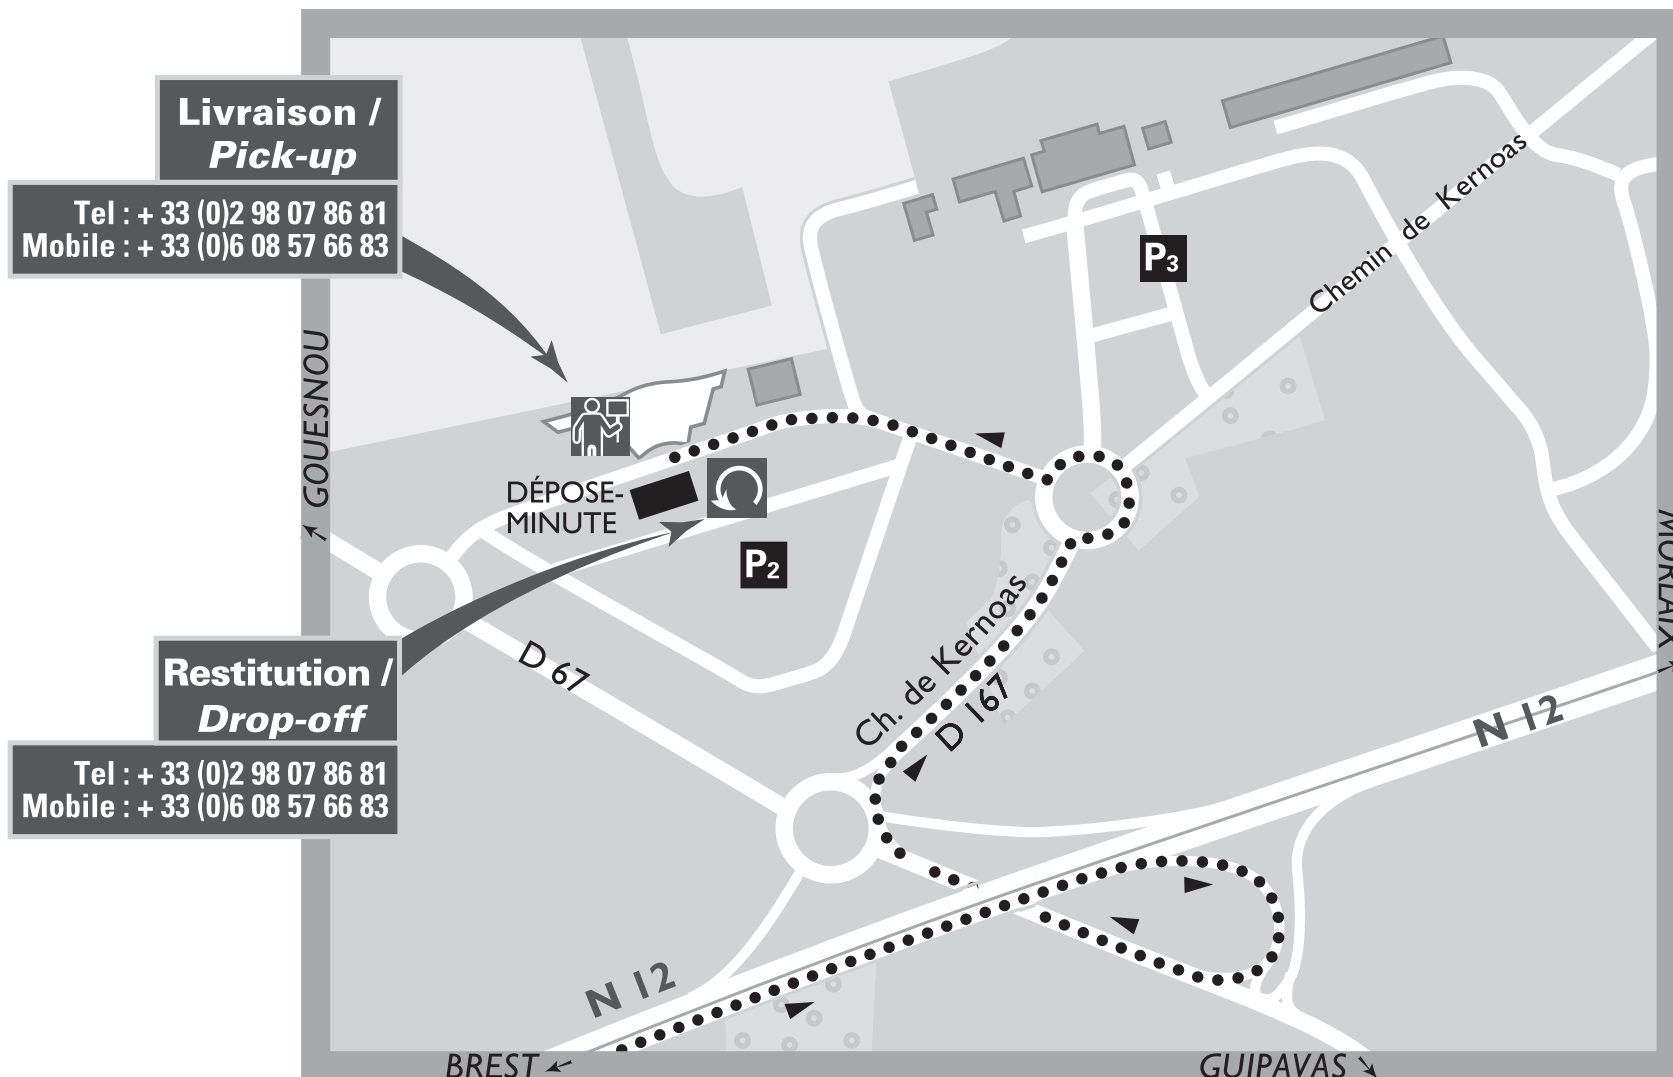 Livraison /
Pick-up
Tel : + 33 (0)2 98 07 86 81
Mobile : + 33 (0)6 08 57 66 83
GOUESNOU
Chemin de Kernoas
P3
DÉPOSE-
MINUTE
P2
MORLAIX
Restitution /
Drop-off
Tel : + 33 (0)2 98 07 86 81
Mobile : + 33 (0)6 08 57 66 83
D 67
Ch. de Kernoas
D 167
N 12
N 12
BREST
GUIPAVAS